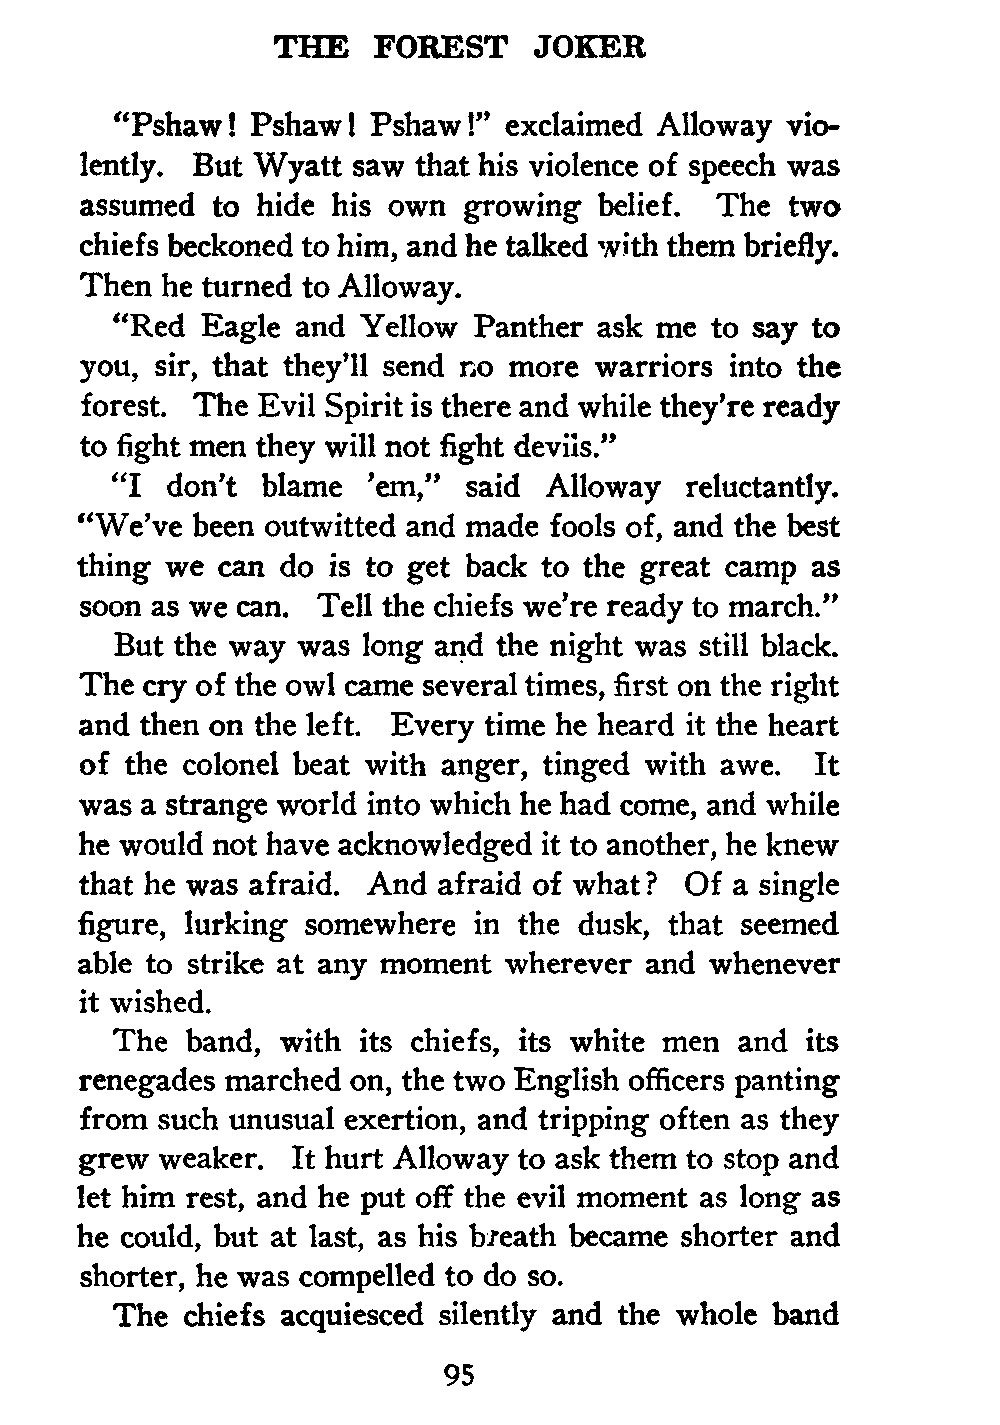 THE FOREST JOKER
"Pshaw! Pshaw! Pshaw!" exclaimed Alloway vio-
lently. But Wyatt saw that his violence of speech was
assumed to hide his own growing belief. The two
chiefs beckoned to him, and he talked with them briefly.
Then he turned to Alloway.
"Red Eagle and Yellow Panther ask me to say to
you, sir, that they'll send no more warriors into the
forest. The Evil Spirit is there and while they're ready
to fight men they will not fight devils."
"I don't blame 'em," said Alloway reluctantly.
"We've been outwitted and made fools of, and the best
thing we can do is to get back to the great camp as
soon as we can. Tell the chiefs we're ready to march."
But the way was long and the night was still black.
The cry of the owl came several times, first on the right
and then on the left. Every time he heard it the heart
of the colonel beat with anger, tinged with awe. It
was a strange world into which he had come, and while
he would not have acknowledged it to another, he knew
that he was afraid. And afraid of what? Of a single
figure, lurking somewhere in the dusk, that seemed
able to strike at any moment wherever and whenever
it wished.
The band, with its chiefs, its white men and its
renegades marched on, the two English officers panting
from such unusual exertion, and tripping often as they
grew weaker. It hurt Alloway to ask them to stop and
let him rest, and he put off the evil moment as long as
he could, but at last, as his breath became shorter and
shorter, he was compelled to do so.
The chiefs acquiesced silently and the whole band
95